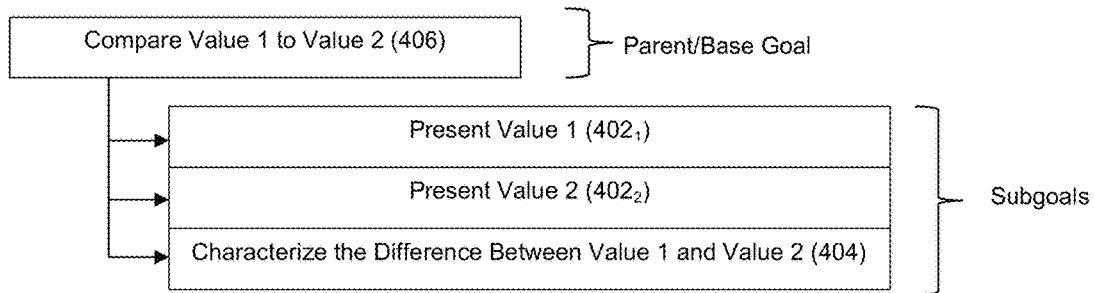 Compare Value 1 to Value 2 (406)
Parent/Base Goal
Present Value 1 (402₁)
Present Value 2 (402₂)
Subgoals
Characterize the Difference Between Value 1 and Value 2 (404)